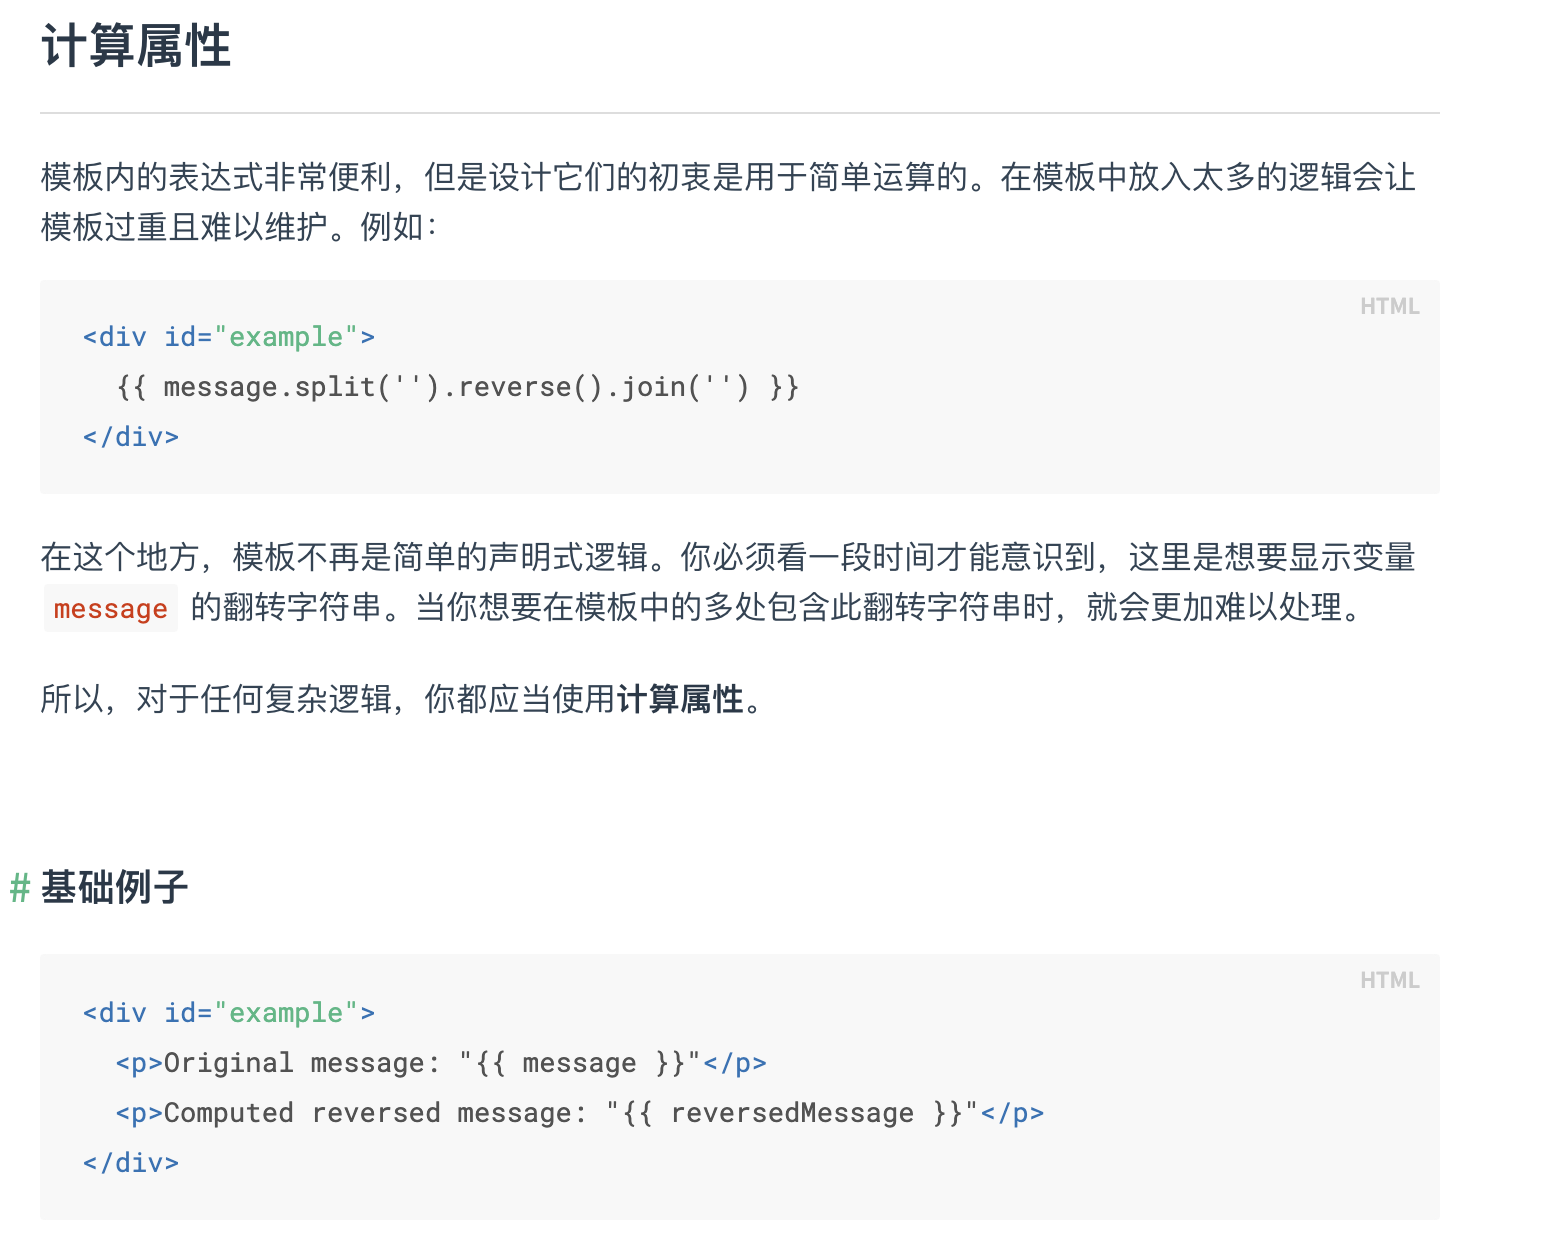 计算属性
模板内的表达式非常便利，但是设计它们的初衷是用于简单运算的。在模板中放入太多的逻辑会让
模板过重且难以维护。例如：
HTML
<div id="example">
  {{ message.split('').reverse().join('') }}
</div>
在这个地方，模板不再是简单的声明式逻辑。你必须看一段时间才能意识到，这里是想要显示变量
message 的翻转字符串。当你想要在模板中的多处包含此翻转字符串时，就会更加难以处理。
所以，对于任何复杂逻辑，你都应当使用计算属性。
# 基础例子
HTML
<div id="example">
  <p>Original message: "{{ message }}"</p>
  <p>Computed reversed message: "{{ reversedMessage }}"</p>
</div>